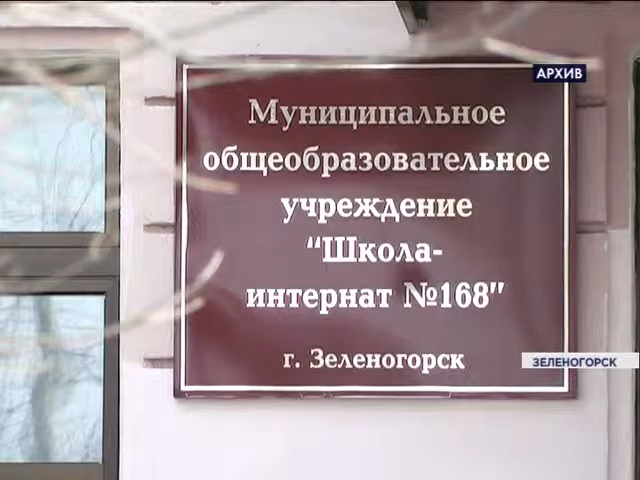 АРХИВ
Муниципальное
общеобразовательное
учреждение
“Школа-
интернат №168”
г. Зеленогорск
ЗЕЛЕНОГОРСК